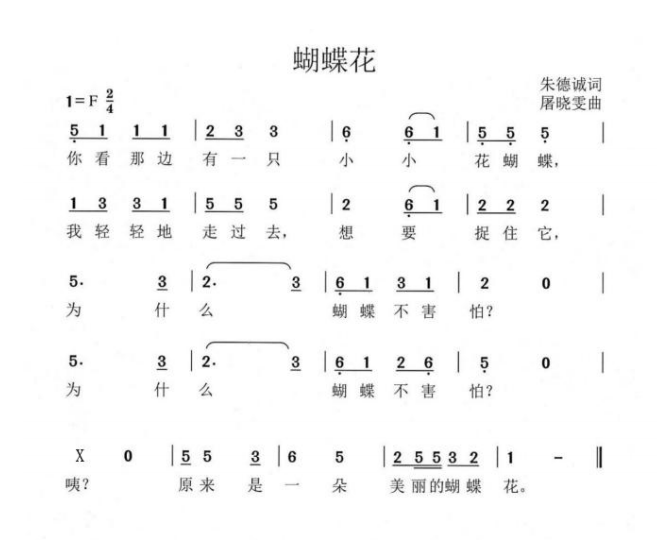 蝴蝶花
朱德诚词
1=F 2/4
屠晓雯曲
5̣ 1 1 1 | 2 3 3 | 6̣ 6̣ 1 | 5̣ 5̣ 5̣ |
你看那边有一只小小花蝴蝶，
1 3 3 1 | 5 5 5 | 2 6̣ 1 | 2 2 2 |
我轻轻地走过去，想要捉住它，
5· 3 | 2· 3 | 6̣ 1 3 1 | 2 0 |
为什么蝴蝶不害怕？
5· 3 | 2· 3 | 6̣ 1 2 6̣ | 5̣ 0 |
为什么蝴蝶不害怕？
X 0 | 5 5 3 | 6 5 | 2 5 5 3 2 | 1 – ‖
咦？原来是一朵美丽的蝴蝶花。